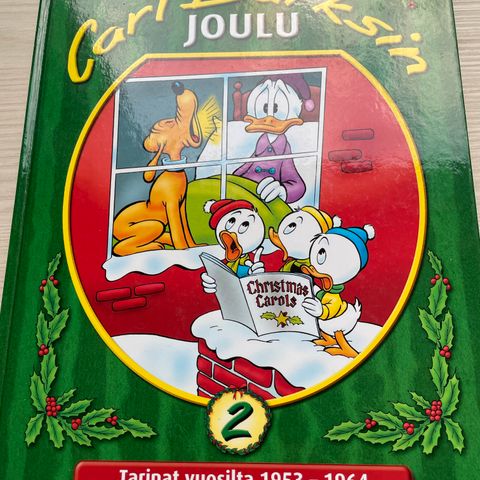 Carl Barksin
JOULU
Christmas
Carols
2
Tarinat vuosilta 1953 – 1964